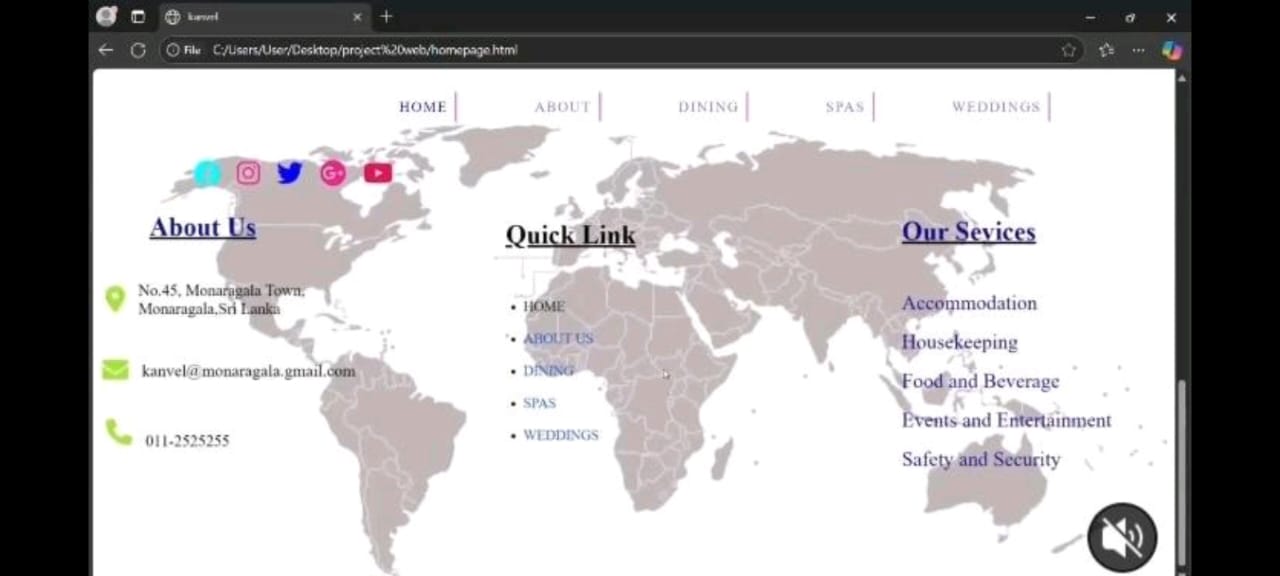 kanvel
File C:/Users/User/Desktop/project%20web/homepage.html
HOME ABOUT DINING SPAS WEDDINGS
About Us
No.45, Monaragala Town,
Monaragala,Sri Lanka
kanvel@monaragala.gmail.com
011-2525255
Quick Link
• HOME
• ABOUT US
• DINING
• SPAS
• WEDDINGS
Our Sevices
Accommodation
Housekeeping
Food and Beverage
Events and Entertainment
Safety and Security